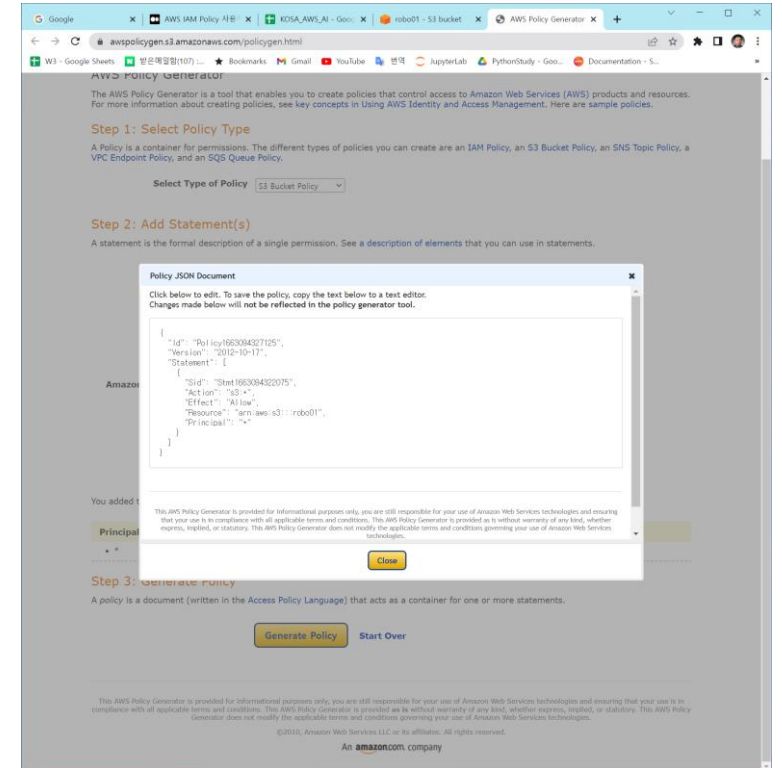 Google
AWS IAM Policy 사용
KOSA_AWS_AI - Goog
robo01 - S3 bucket
AWS Policy Generator
awspolicygen.s3.amazonaws.com/policygen.html
W3 - Google Sheets
받은메일함(107) ...
Bookmarks
Gmail
YouTube
번역
JupyterLab
PythonStudy - Goo...
Documentation - S...
»
AWS Policy Generator
The AWS Policy Generator is a tool that enables you to create policies that control access to Amazon Web Services (AWS) products and resources.
For more information about creating policies, see key concepts in Using AWS Identity and Access Management. Here are sample policies.
Step 1: Select Policy Type
A Policy is a container for permissions. The different types of policies you can create are an IAM Policy, an S3 Bucket Policy, an SNS Topic Policy, a
VPC Endpoint Policy, and an SQS Queue Policy.
Select Type of Policy S3 Bucket Policy
Step 2: Add Statement(s)
A statement is the formal description of a single permission. See a description of elements that you can use in statements.
Policy JSON Document
Click below to edit. To save the policy, copy the text below to a text editor.
Changes made below will not be reflected in the policy generator tool.
{
"Id": "Policy1663094327125",
"Version": "2012-10-17",
"Statement": [
{
"Sid": "Stmt1663094322075",
"Action": "s3:*",
"Effect": "Allow",
"Resource": "arn:aws:s3:::robo01",
"Principal": "*"
}
]
}
Amazo
You added
This AWS Policy Generator is provided for informational purposes only, you are still responsible for your use of Amazon Web Services technologies and ensuring
that your use is in compliance with all applicable terms and conditions. This AWS Policy Generator is provided as is without warranty of any kind, whether
express, implied, or statutory. This AWS Policy Generator does not modify the applicable terms and conditions governing your use of Amazon Web Services
technologies.
Principal
• *
Close
Step 3: Generate Policy
A policy is a document (written in the Access Policy Language) that acts as a container for one or more statements.
Generate Policy Start Over
This AWS Policy Generator is provided for informational purposes only, you are still responsible for your use of Amazon Web Services technologies and ensuring that your use is in
compliance with all applicable terms and conditions. This AWS Policy Generator is provided as is without warranty of any kind, whether express, implied, or statutory. This AWS Policy
Generator does not modify the applicable terms and conditions governing your use of Amazon Web Services technologies.
©2010, Amazon Web Services LLC or its affiliates. All rights reserved.
An amazon.com. company